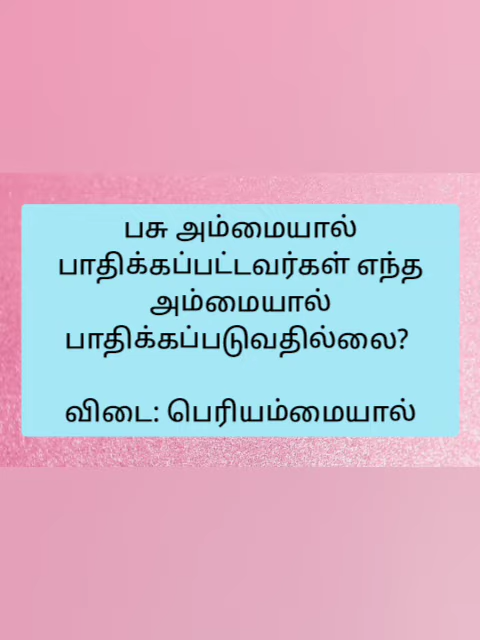 பசு அம்மையால்
பாதிக்கப்பட்டவர்கள் எந்த
அம்மையால்
பாதிக்கப்படுவதில்லை?
விடை: பெரியம்மையால்